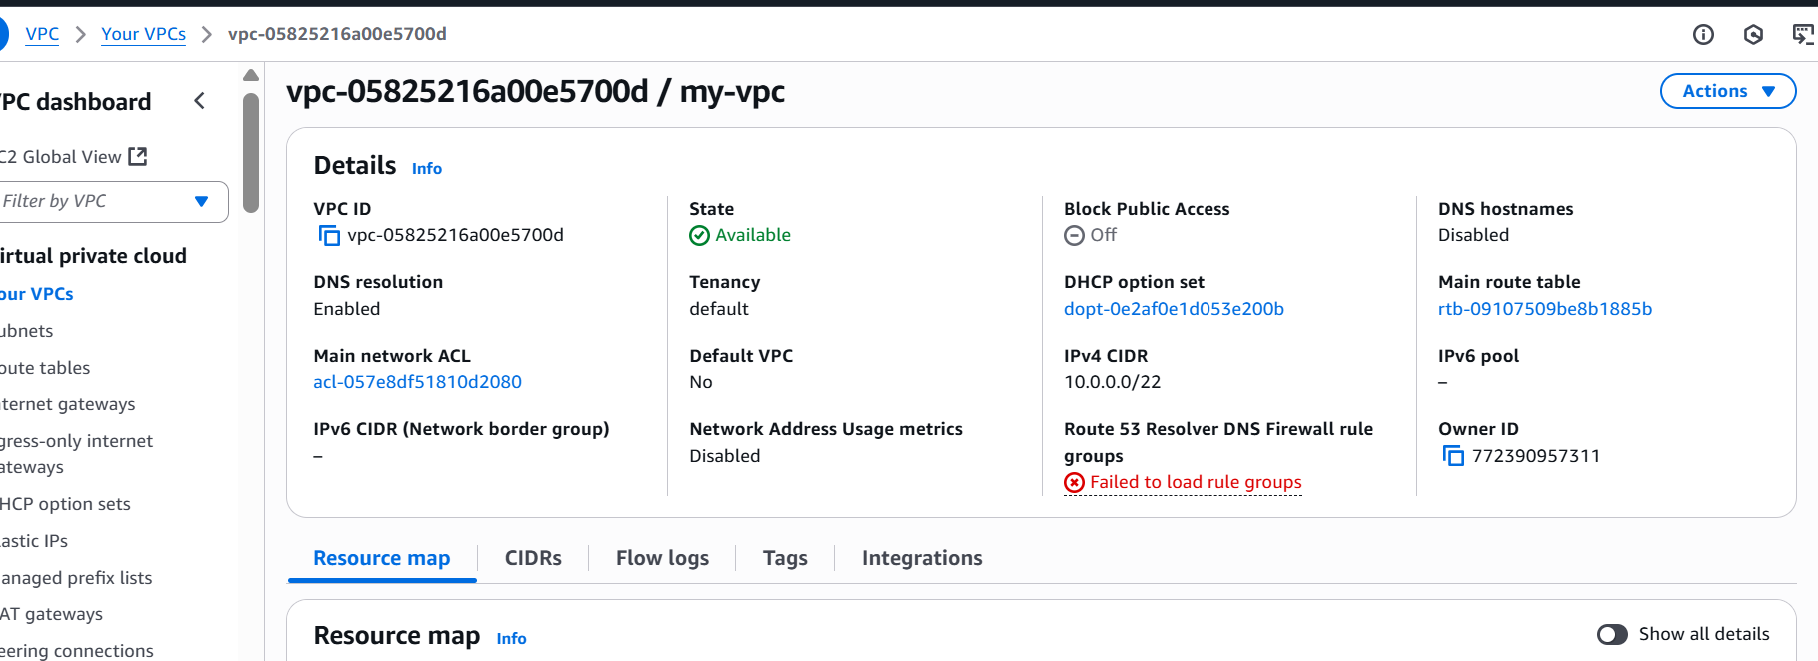 VPC > Your VPCs > vpc-05825216a00e5700d
PC dashboard
C2 Global View
Filter by VPC
irtual private cloud
our VPCs
ubnets
oute tables
ternet gateways
gress-only internet
ateways
HCP option sets
astic IPs
anaged prefix lists
AT gateways
eering connections
vpc-05825216a00e5700d / my-vpc
Actions
Details Info
VPC ID
vpc-05825216a00e5700d
State
Available
Block Public Access
Off
DNS hostnames
Disabled
DNS resolution
Enabled
Tenancy
default
DHCP option set
dopt-0e2af0e1d053e200b
Main route table
rtb-09107509be8b1885b
Main network ACL
acl-057e8df51810d2080
Default VPC
No
IPv4 CIDR
10.0.0.0/22
IPv6 pool
–
IPv6 CIDR (Network border group)
–
Network Address Usage metrics
Disabled
Route 53 Resolver DNS Firewall rule
groups
Failed to load rule groups
Owner ID
772390957311
Resource map
CIDRs
Flow logs
Tags
Integrations
Resource map Info
Show all details